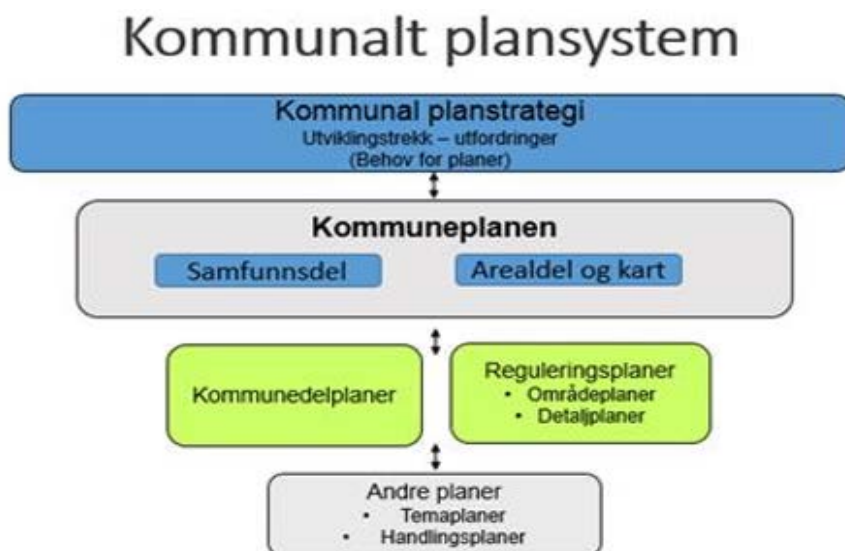 Kommunalt plansystem
Kommunal planstrategi
Utviklingstrekk – utfordringer
(Behov for planer)
Kommuneplanen
Samfunnsdel
Arealdel og kart
Kommunedelplaner
Reguleringsplaner
• Områdeplaner
• Detaljplaner
Andre planer
• Temaplaner
• Handlingsplaner